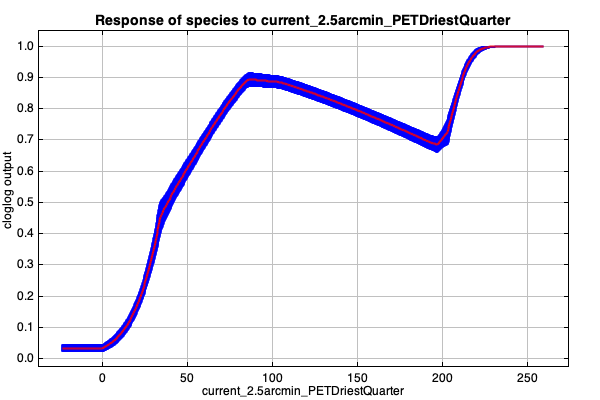 Response of species to current_2.5arcmin_PETDriestQuarter
cloglog output
1.0
0.9
0.8
0.7
0.6
0.5
0.4
0.3
0.2
0.1
0.0
0 50 100 150 200 250
current_2.5arcmin_PETDriestQuarter